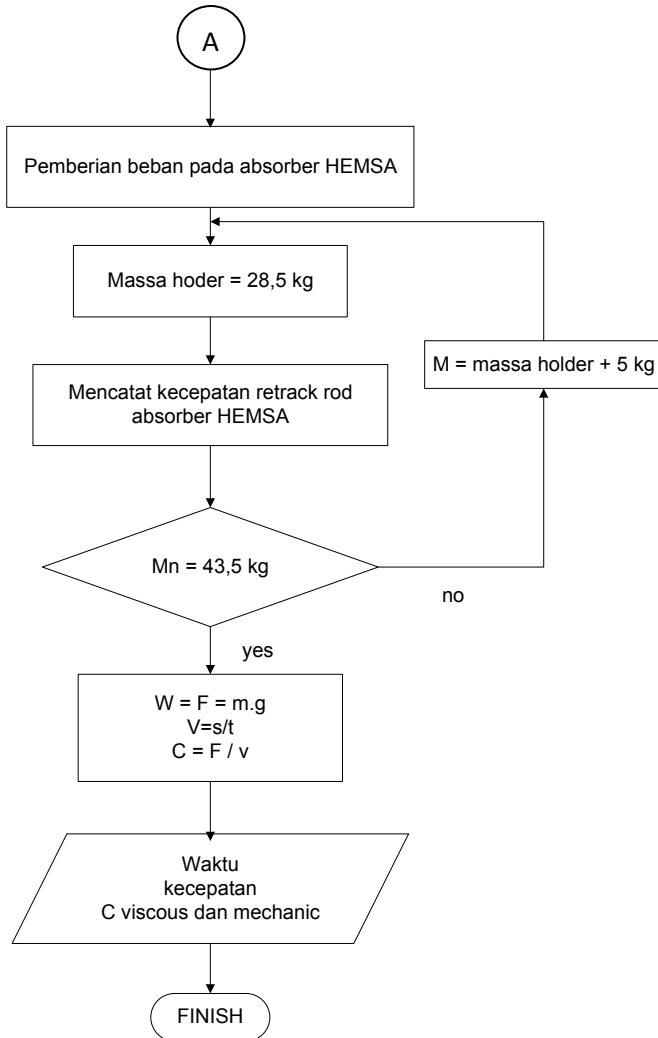 A
Pemberian beban pada absorber HEMSA
Massa hoder = 28,5 kg
M = massa holder + 5 kg
Mencatat kecepatan retrack rod
absorber HEMSA
Mn = 43,5 kg
no
yes
W = F = m.g
V=s/t
C = F / v
Waktu
kecepatan
C viscous dan mechanic
FINISH